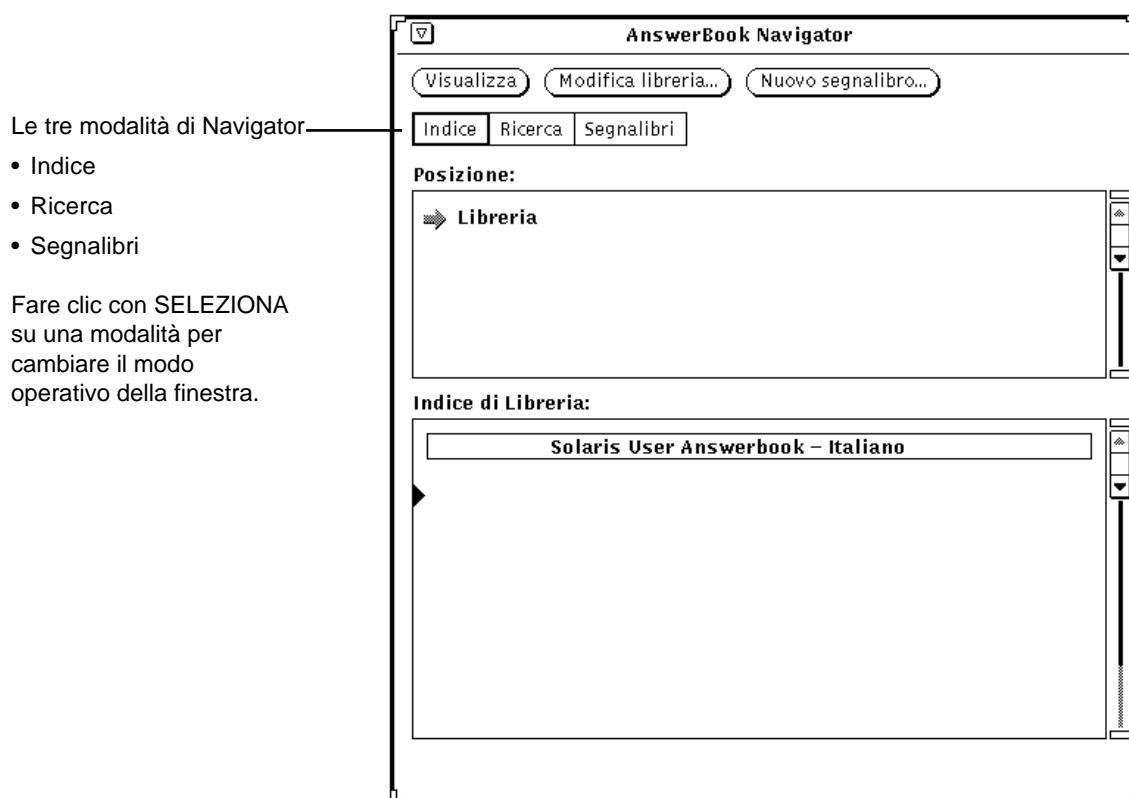 AnswerBook Navigator
Visualizza Modifica libreria... Nuovo segnalibro...
Le tre modalità di Navigator
• Indice
• Ricerca
• Segnalibri
Fare clic con SELEZIONA
su una modalità per
cambiare il modo
operativo della finestra.
Indice Ricerca Segnalibri
Posizione:
Libreria
Indice di Libreria:
Solaris User Answerbook – Italiano